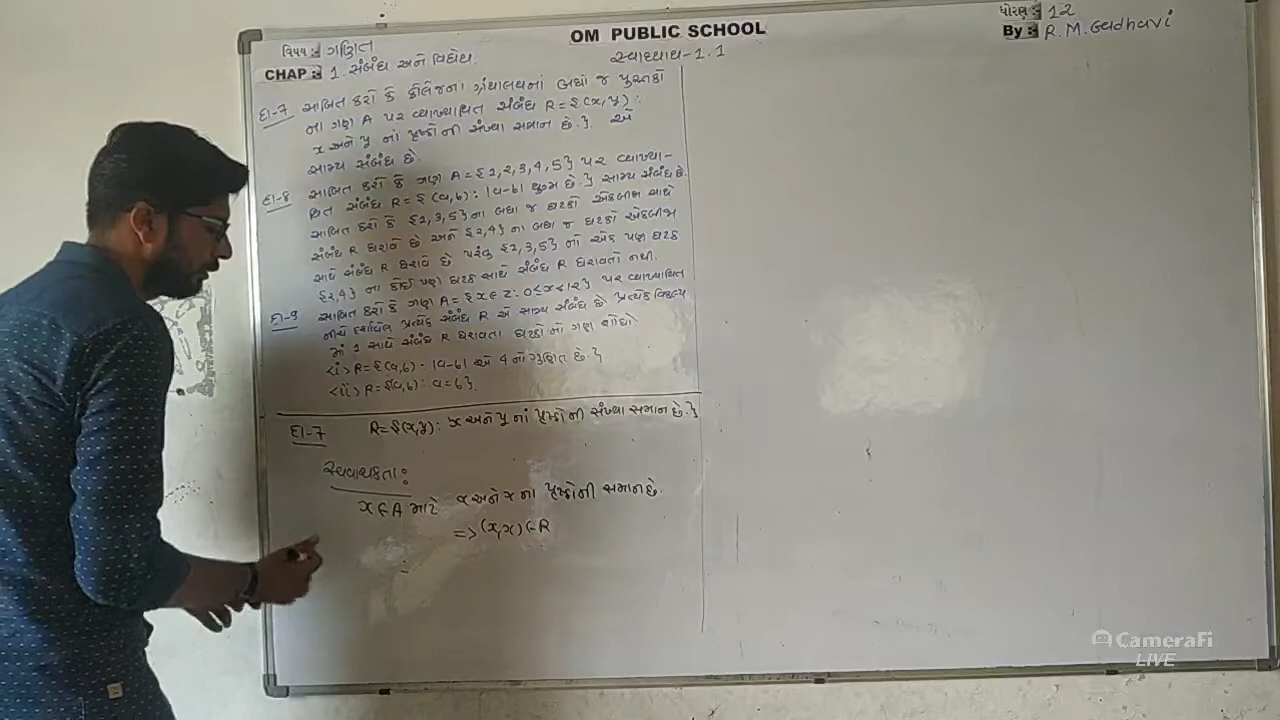 OM PUBLIC SCHOOL
વિષય : ગણિત
ધોરણ : 12
CHAP : 1. સંબંધ અને વિધેય
સ્વાધ્યાય-1.1
By : R.M.Gadhavi
દા-7 સાબિત કરો કે કોલેજના ગ્રંથાલયનાં બધાં જ પુસ્તકો
ના ગણ A પર વ્યાખ્યાયિત સંબંધ R = {(x, y) :
x અને y નાં પૃષ્ઠોની સંખ્યા સમાન છે.} એ
સામ્ય સંબંધ છે.
દા-8 સાબિત કરો કે ગણ A = {1,2,3,4,5} પર વ્યાખ્યા-
યિત સંબંધ R = {(a,b) : |a-b| યુગ્મ છે } સામ્ય સંબંધ છે.
સાબિત કરો કે {1,3,5} ના બધા જ ઘટકો એકબીજા સાથે
સંબંધ R ધરાવે છે અને {2,4} ના બધા જ ઘટકો એકબીજા
સાથે સંબંધ R ધરાવે છે પરંતુ {1,3,5} નો એક પણ ઘટક
{2,4} ના કોઈ પણ ઘટક સાથે સંબંધ R ધરાવતો નથી.
દા-9 સાબિત કરો કે ગણ A = {x∈z : 0≤x≤12} પર વ્યાખ્યાયિત
નીચે દર્શાવેલ પ્રત્યેક સંબંધ R એ સામ્ય સંબંધ છે પ્રત્યેક વિકલ્પ
માં 1 સાથે સંબંધ R ધરાવતા ઘટકો નો ગણ શોધો
<i> R = {(a,b) : |a-b| એ 4 નો ગુણિત છે.}
<ii> R = {(a,b) : a = b}.
દા-7 R = {(x,y) : x અને y નાં પૃષ્ઠોની સંખ્યા સમાન છે.}
સ્વવાચકતા :
x∈A માટે x અને x ના પૃષ્ઠોની સમાન છે.
=> (x,x)∈R
CameraFi
LIVE